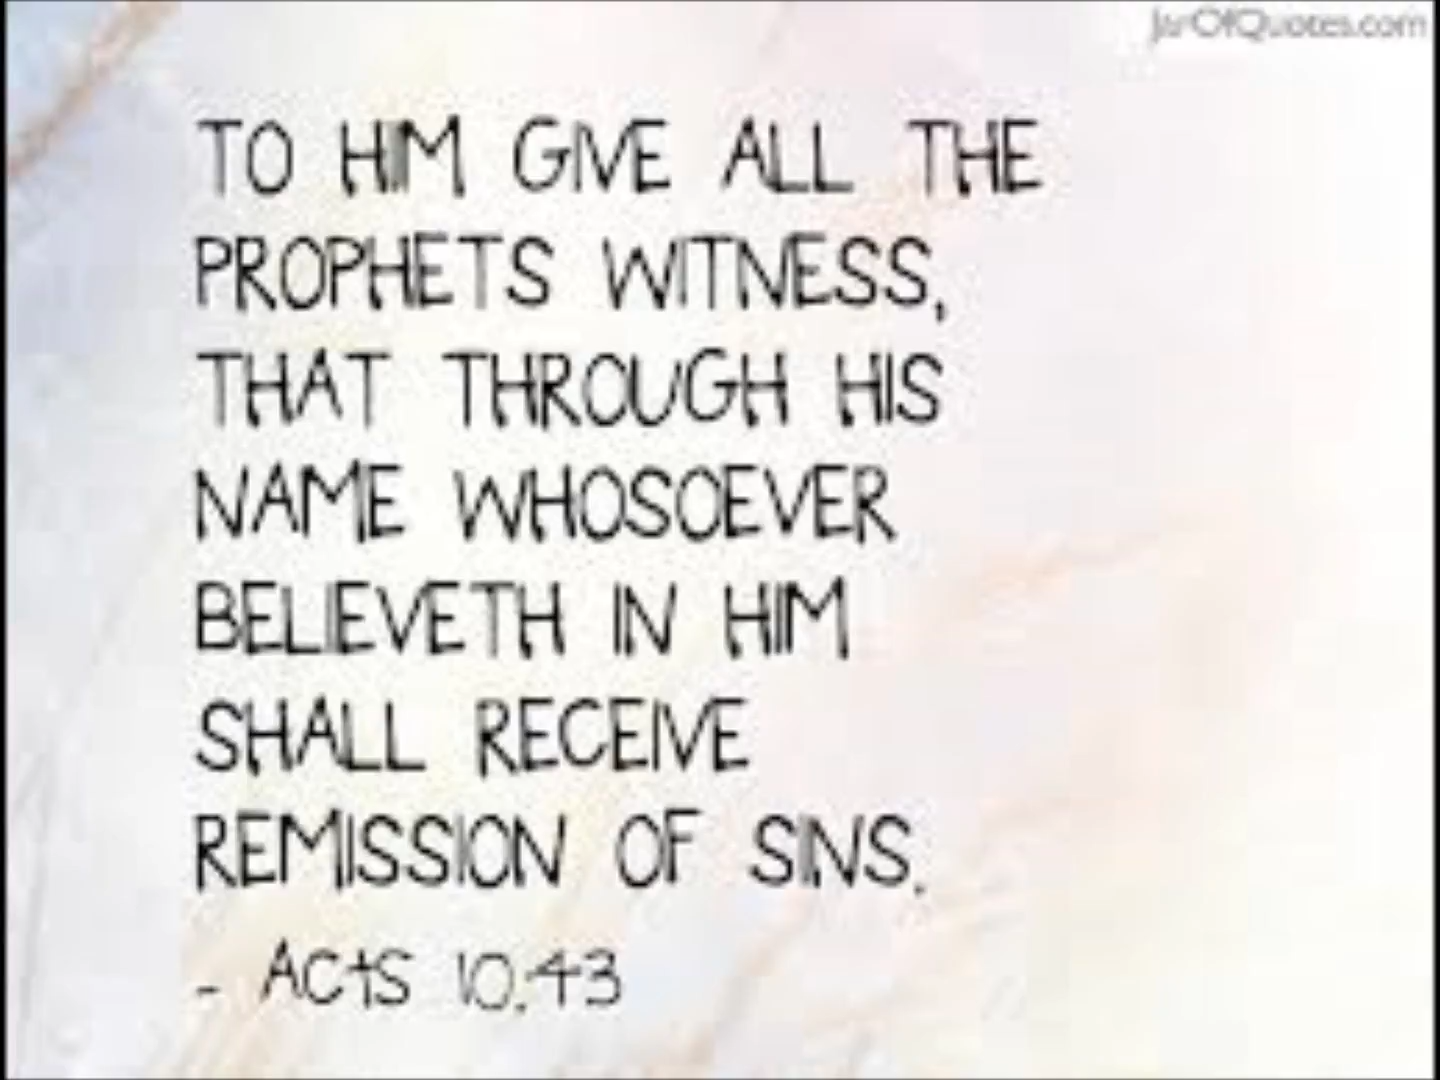 JarOfQuotes.com
TO HIM GIVE ALL THE
PROPHETS WITNESS,
THAT THROUGH HIS
NAME WHOSOEVER
BELIEVETH IN HIM
SHALL RECEIVE
REMISSION OF SINS.
- ACtS 10.43